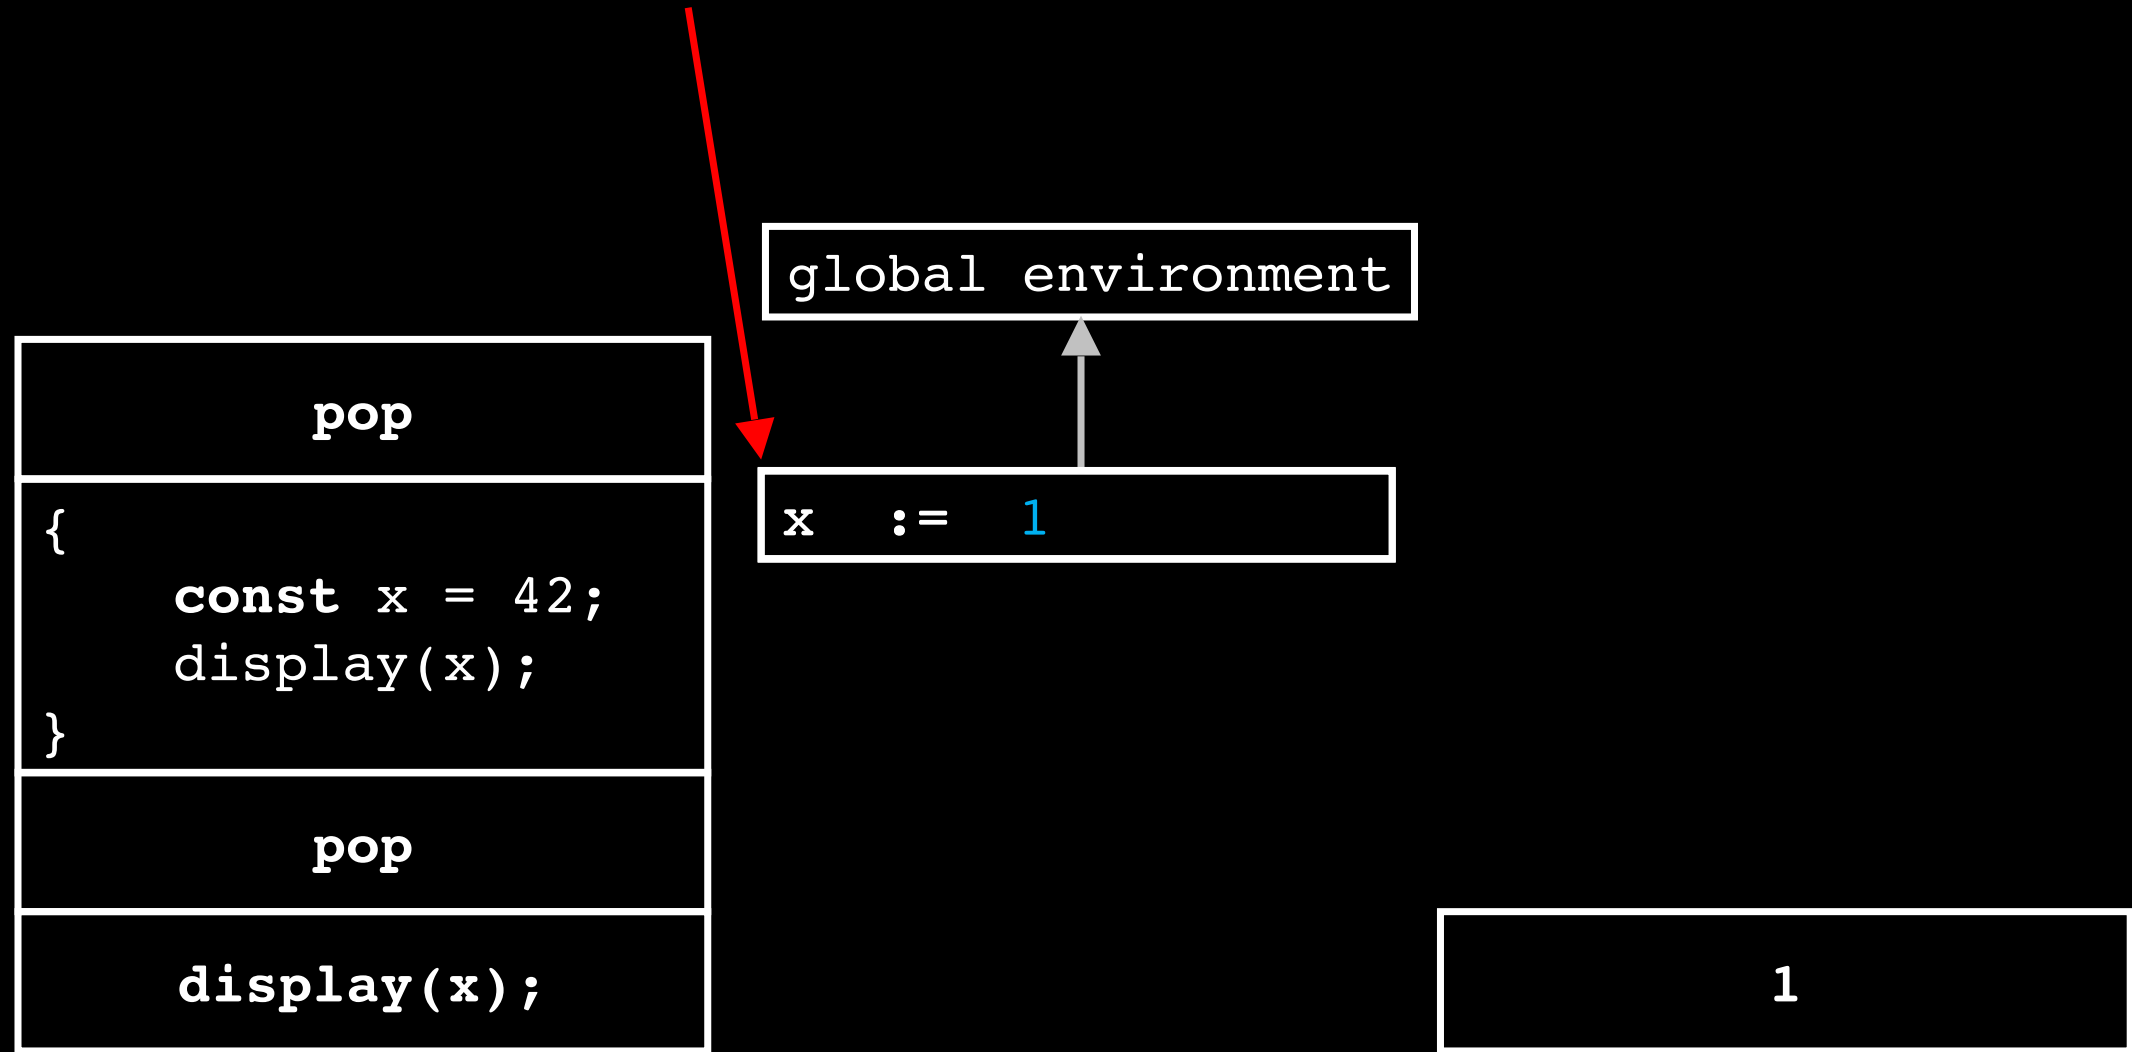 global environment
pop
x := 1
{
const x = 42;
display(x);
}
pop
display(x);
1